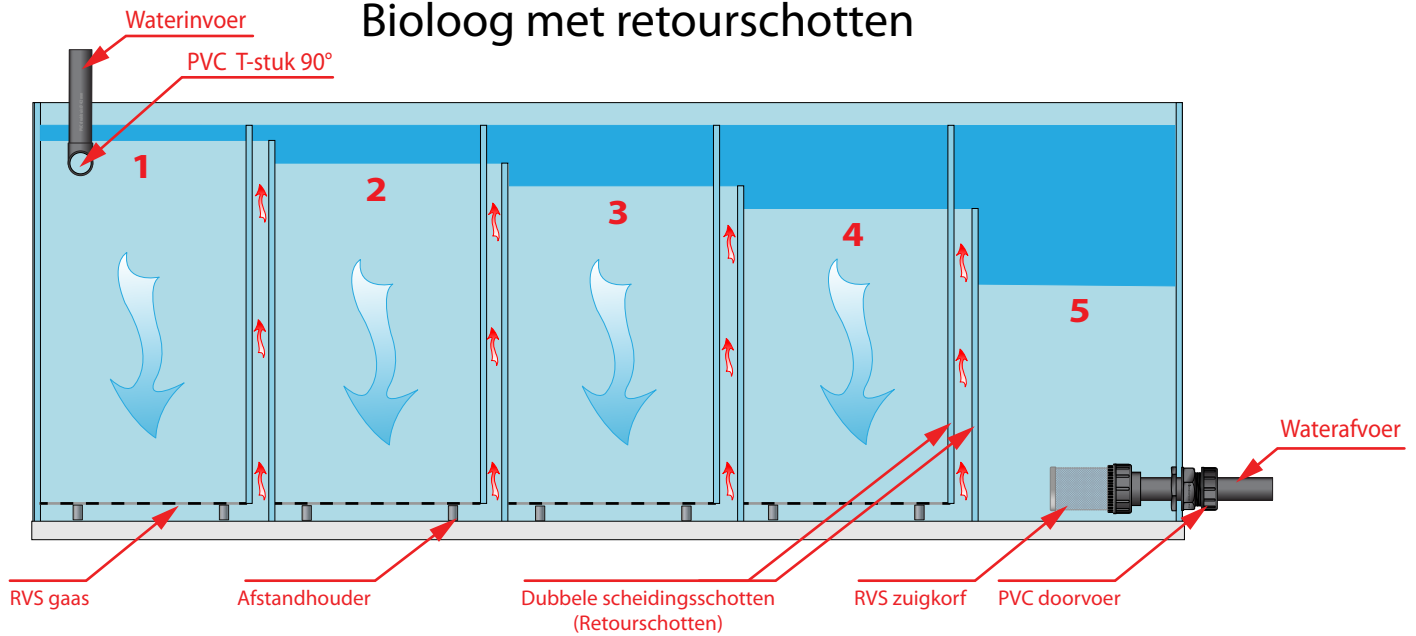 Bioloog met retourschotten
Waterinvoer
PVC T-stuk 90°
1
2
3
4
5
Waterafvoer
RVS gaas
Afstandhouder
Dubbele scheidingsschotten
(Retourschotten)
RVS zuigkorf
PVC doorvoer